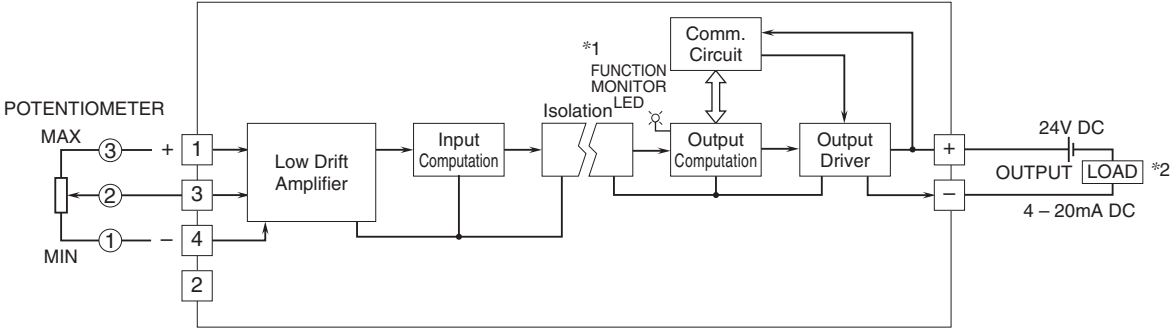 Comm.
Circuit
*1
FUNCTION
MONITOR
LED
Isolation
POTENTIOMETER
MAX
3
+
1
2
3
1
–
4
MIN
2
Low Drift
Amplifier
Input
Computation
Output
Computation
Output
Driver
+
–
24V DC
OUTPUT
LOAD
*2
4 – 20mA DC